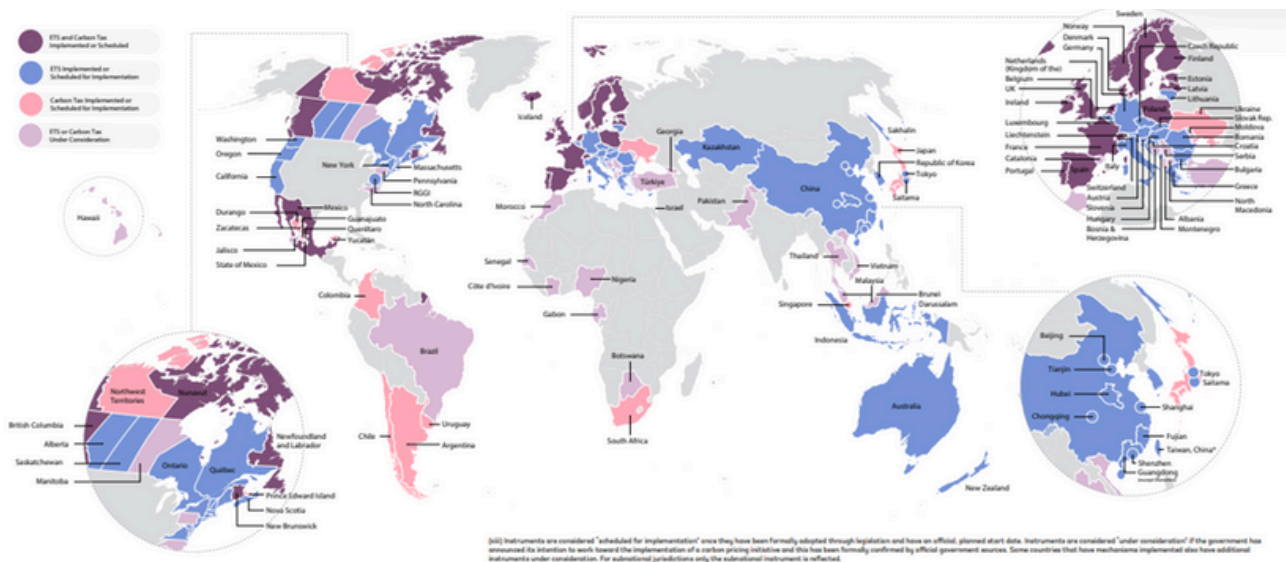 ETS and Carbon Tax
Implemented or Scheduled
ETS Implemented or
Scheduled for Implementation
Carbon Tax Implemented or
Scheduled for Implementation
ETS or Carbon Tax
Under Consideration
Hawaii
Washington
Oregon
California
New York
Massachusetts
Pennsylvania
RGGI
North Carolina
Mexico
Durango
Guanajuato
Zacatecas
Querétaro
Yucatán
Jalisco
State of Mexico
Iceland
Georgia
Kazakhstan
Sakhalin
Japan
Republic of Korea
Tokyo
Saitama
China
Türkiye
Israel
Pakistan
Morocco
Senegal
Nigeria
Côte d'Ivoire
Gabon
Thailand
Vietnam
Malaysia
Brunei
Darussalam
Singapore
Indonesia
Colombia
Brazil
Botswana
South Africa
Chile
Uruguay
Argentina
Australia
New Zealand
Sweden
Norway
Denmark
Germany
Netherlands
(Kingdom of the)
Belgium
UK
Ireland
Luxembourg
Liechtenstein
France
Catalonia
Portugal
Spain
Italy
Poland
Czech Republic
Finland
Estonia
Latvia
Lithuania
Ukraine
Slovak Rep.
Moldova
Romania
Croatia
Serbia
Bulgaria
Greece
North
Macedonia
Albania
Montenegro
Switzerland
Austria
Slovenia
Hungary
Bosnia &
Herzegovina
Northwest
Territories
Nunavut
British Columbia
Alberta
Saskatchewan
Manitoba
Ontario
Québec
Newfoundland
and Labrador
Prince Edward Island
Nova Scotia
New Brunswick
Beijing
Tianjin
Hubei
Chongqing
Tokyo
Saitama
Shanghai
Fujian
Taiwan, China*
Shenzhen
Guangdong
(xiii) Instruments are considered "scheduled for implementation" once they have been formally adopted through legislation and have an official, planned start date. Instruments are considered "under consideration" if the government has
announced its intention to work toward the implementation of a carbon pricing initiative and this has been formally confirmed by official government sources. Some countries that have mechanisms implemented also have additional
instruments under consideration. For subnational jurisdictions only the subnational instrument is reflected.